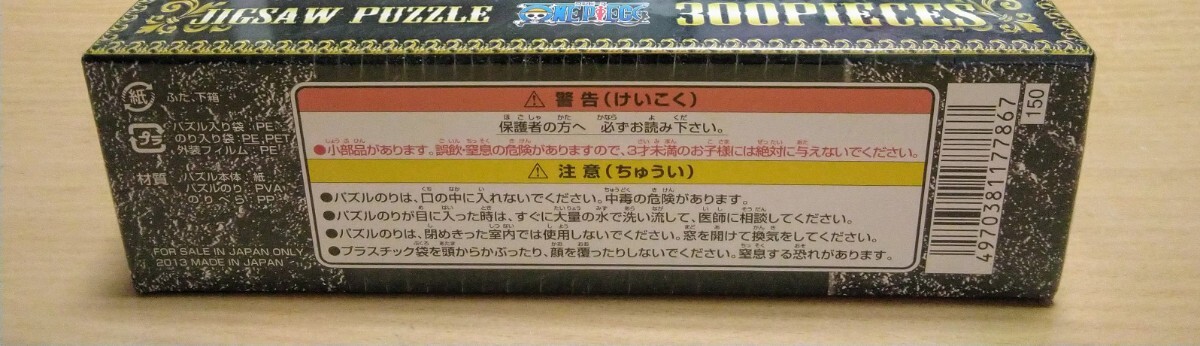 JIGSAW PUZZLE ONE PIECE 300PIECES
紙 ふた、下箱
プラ
パズル入り袋:PE
のり入り袋:PE,PET
外装フィルム:PE
材質 パズル本体 紙
パズルのり PVA
のりヘラ PP
FOR SALE IN JAPAN ONLY
2013 MADE IN JAPAN
⚠ 警告(けいこく)
保護者の方へ 必ずお読み下さい。
●小部品があります。誤飲・窒息の危険がありますので、3才未満のお子様には絶対に与えないでください。
⚠ 注意(ちゅうい)
●パズルのりは、口の中に入れないでください。中毒の危険があります。
●パズルのりが目に入った時は、すぐに大量の水で洗い流して、医師に相談してください。
●パズルのりは、閉めきった室内では使用しないでください。窓を開けて換気をしてください。
●プラスチック袋を頭からかぶったり、顔を覆ったりしないでください。窒息する恐れがあります。
4970381177867
150